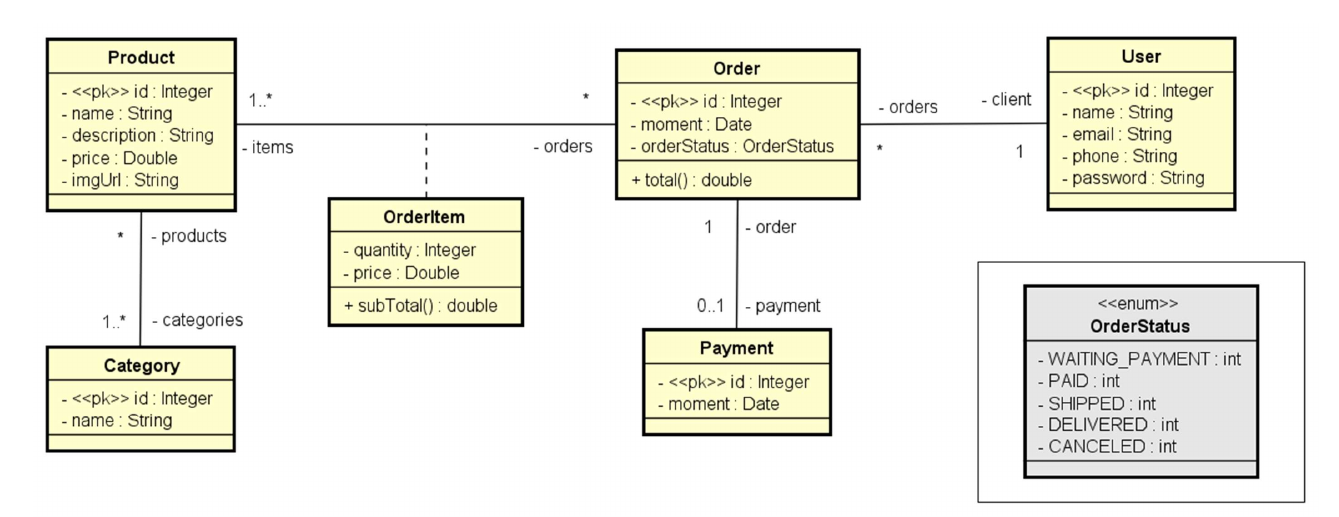 Product
- <<pk>> id : Integer
- name : String
- description : String
- price : Double
- imgUrl : String
1..*
- items
*
- orders
Order
- <<pk>> id : Integer
- moment : Date
- orderStatus : OrderStatus
+ total() : double
- orders
*
- client
1
User
- <<pk>> id : Integer
- name : String
- email : String
- phone : String
- password : String
OrderItem
- quantity : Integer
- price : Double
+ subTotal() : double
* - products
1..* - categories
Category
- <<pk>> id : Integer
- name : String
1 - order
0..1 - payment
Payment
- <<pk>> id : Integer
- moment : Date
<<enum>>
OrderStatus
- WAITING_PAYMENT : int
- PAID : int
- SHIPPED : int
- DELIVERED : int
- CANCELED : int